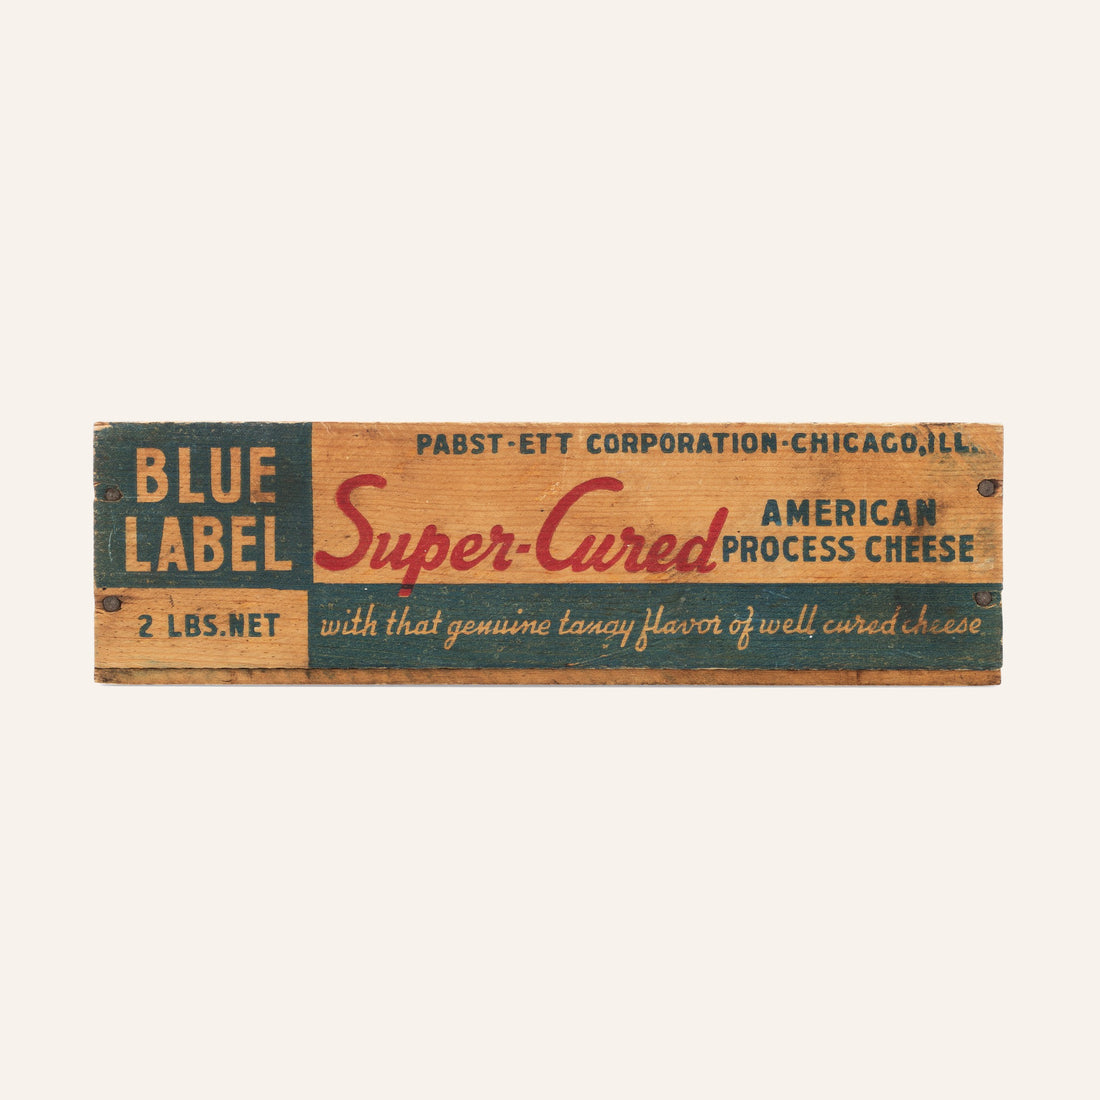 BLUE
LABEL
2 LBS.NET
PABST-ETT CORPORATION-CHICAGO,ILL.
Super-Cured
AMERICAN
PROCESS CHEESE
with that genuine tangy flavor of well cured cheese